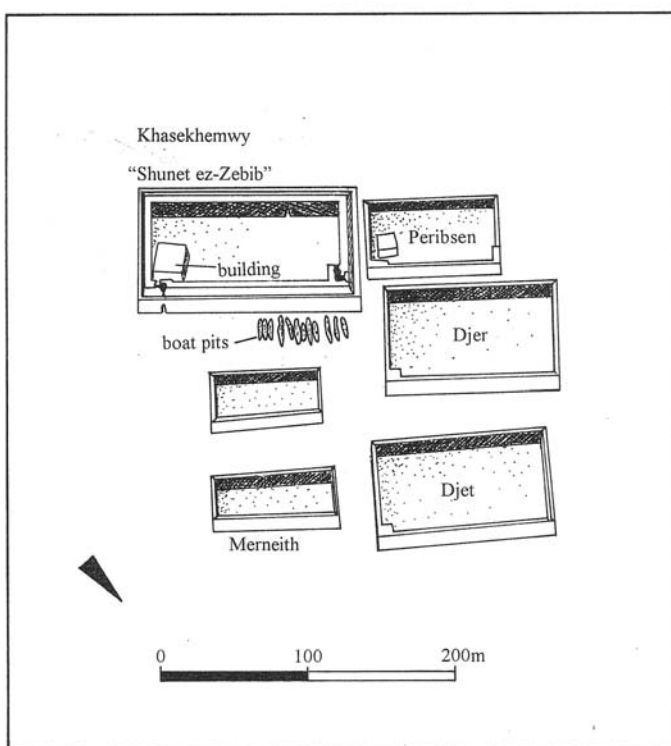 Khasekhemwy
“Shunet ez-Zebib”
Peribsen
building
boat pits
Djer
Djet
Merneith
0 100 200m